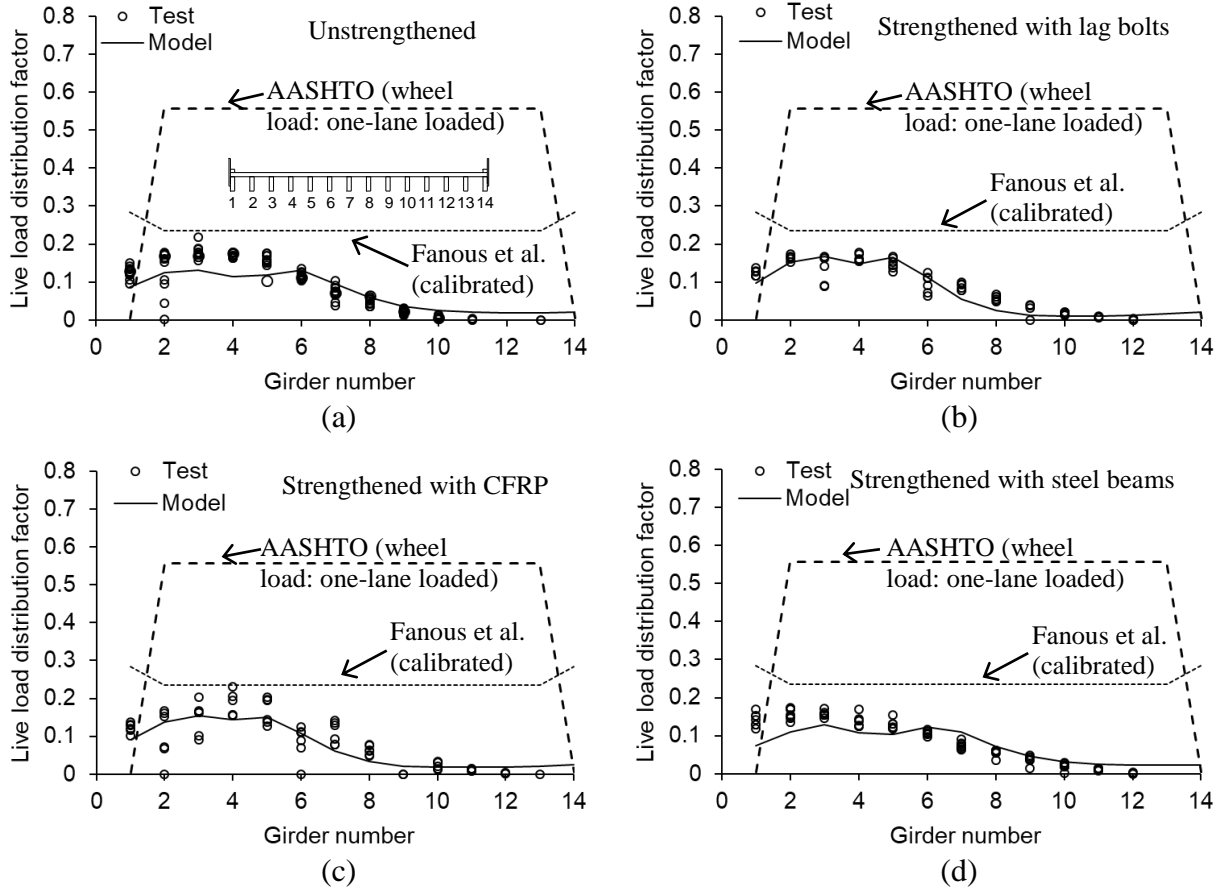 Live load distribution factor
0.8
0.7
0.6
0.5
0.4
0.3
0.2
0.1
0
Test
Model
Unstrengthened
AASHTO (wheel
load: one-lane loaded)
1 2 3 4 5 6 7 8 9 10 11 12 13 14
Fanous et al.
(calibrated)
0 2 4 6 8 10 12 14
Girder number
(a)
Live load distribution factor
0.8
0.7
0.6
0.5
0.4
0.3
0.2
0.1
0
Test
Model
Strengthened with lag bolts
AASHTO (wheel
load: one-lane loaded)
Fanous et al.
(calibrated)
0 2 4 6 8 10 12 14
Girder number
(b)
Live load distribution factor
0.8
0.7
0.6
0.5
0.4
0.3
0.2
0.1
0
Test
Model
Strengthened with CFRP
AASHTO (wheel
load: one-lane loaded)
Fanous et al.
(calibrated)
0 2 4 6 8 10 12 14
Girder number
(c)
Live load distribution factor
0.8
0.7
0.6
0.5
0.4
0.3
0.2
0.1
0
Test
Model
Strengthened with steel beams
AASHTO (wheel
load: one-lane loaded)
Fanous et al.
(calibrated)
0 2 4 6 8 10 12 14
Girder number
(d)